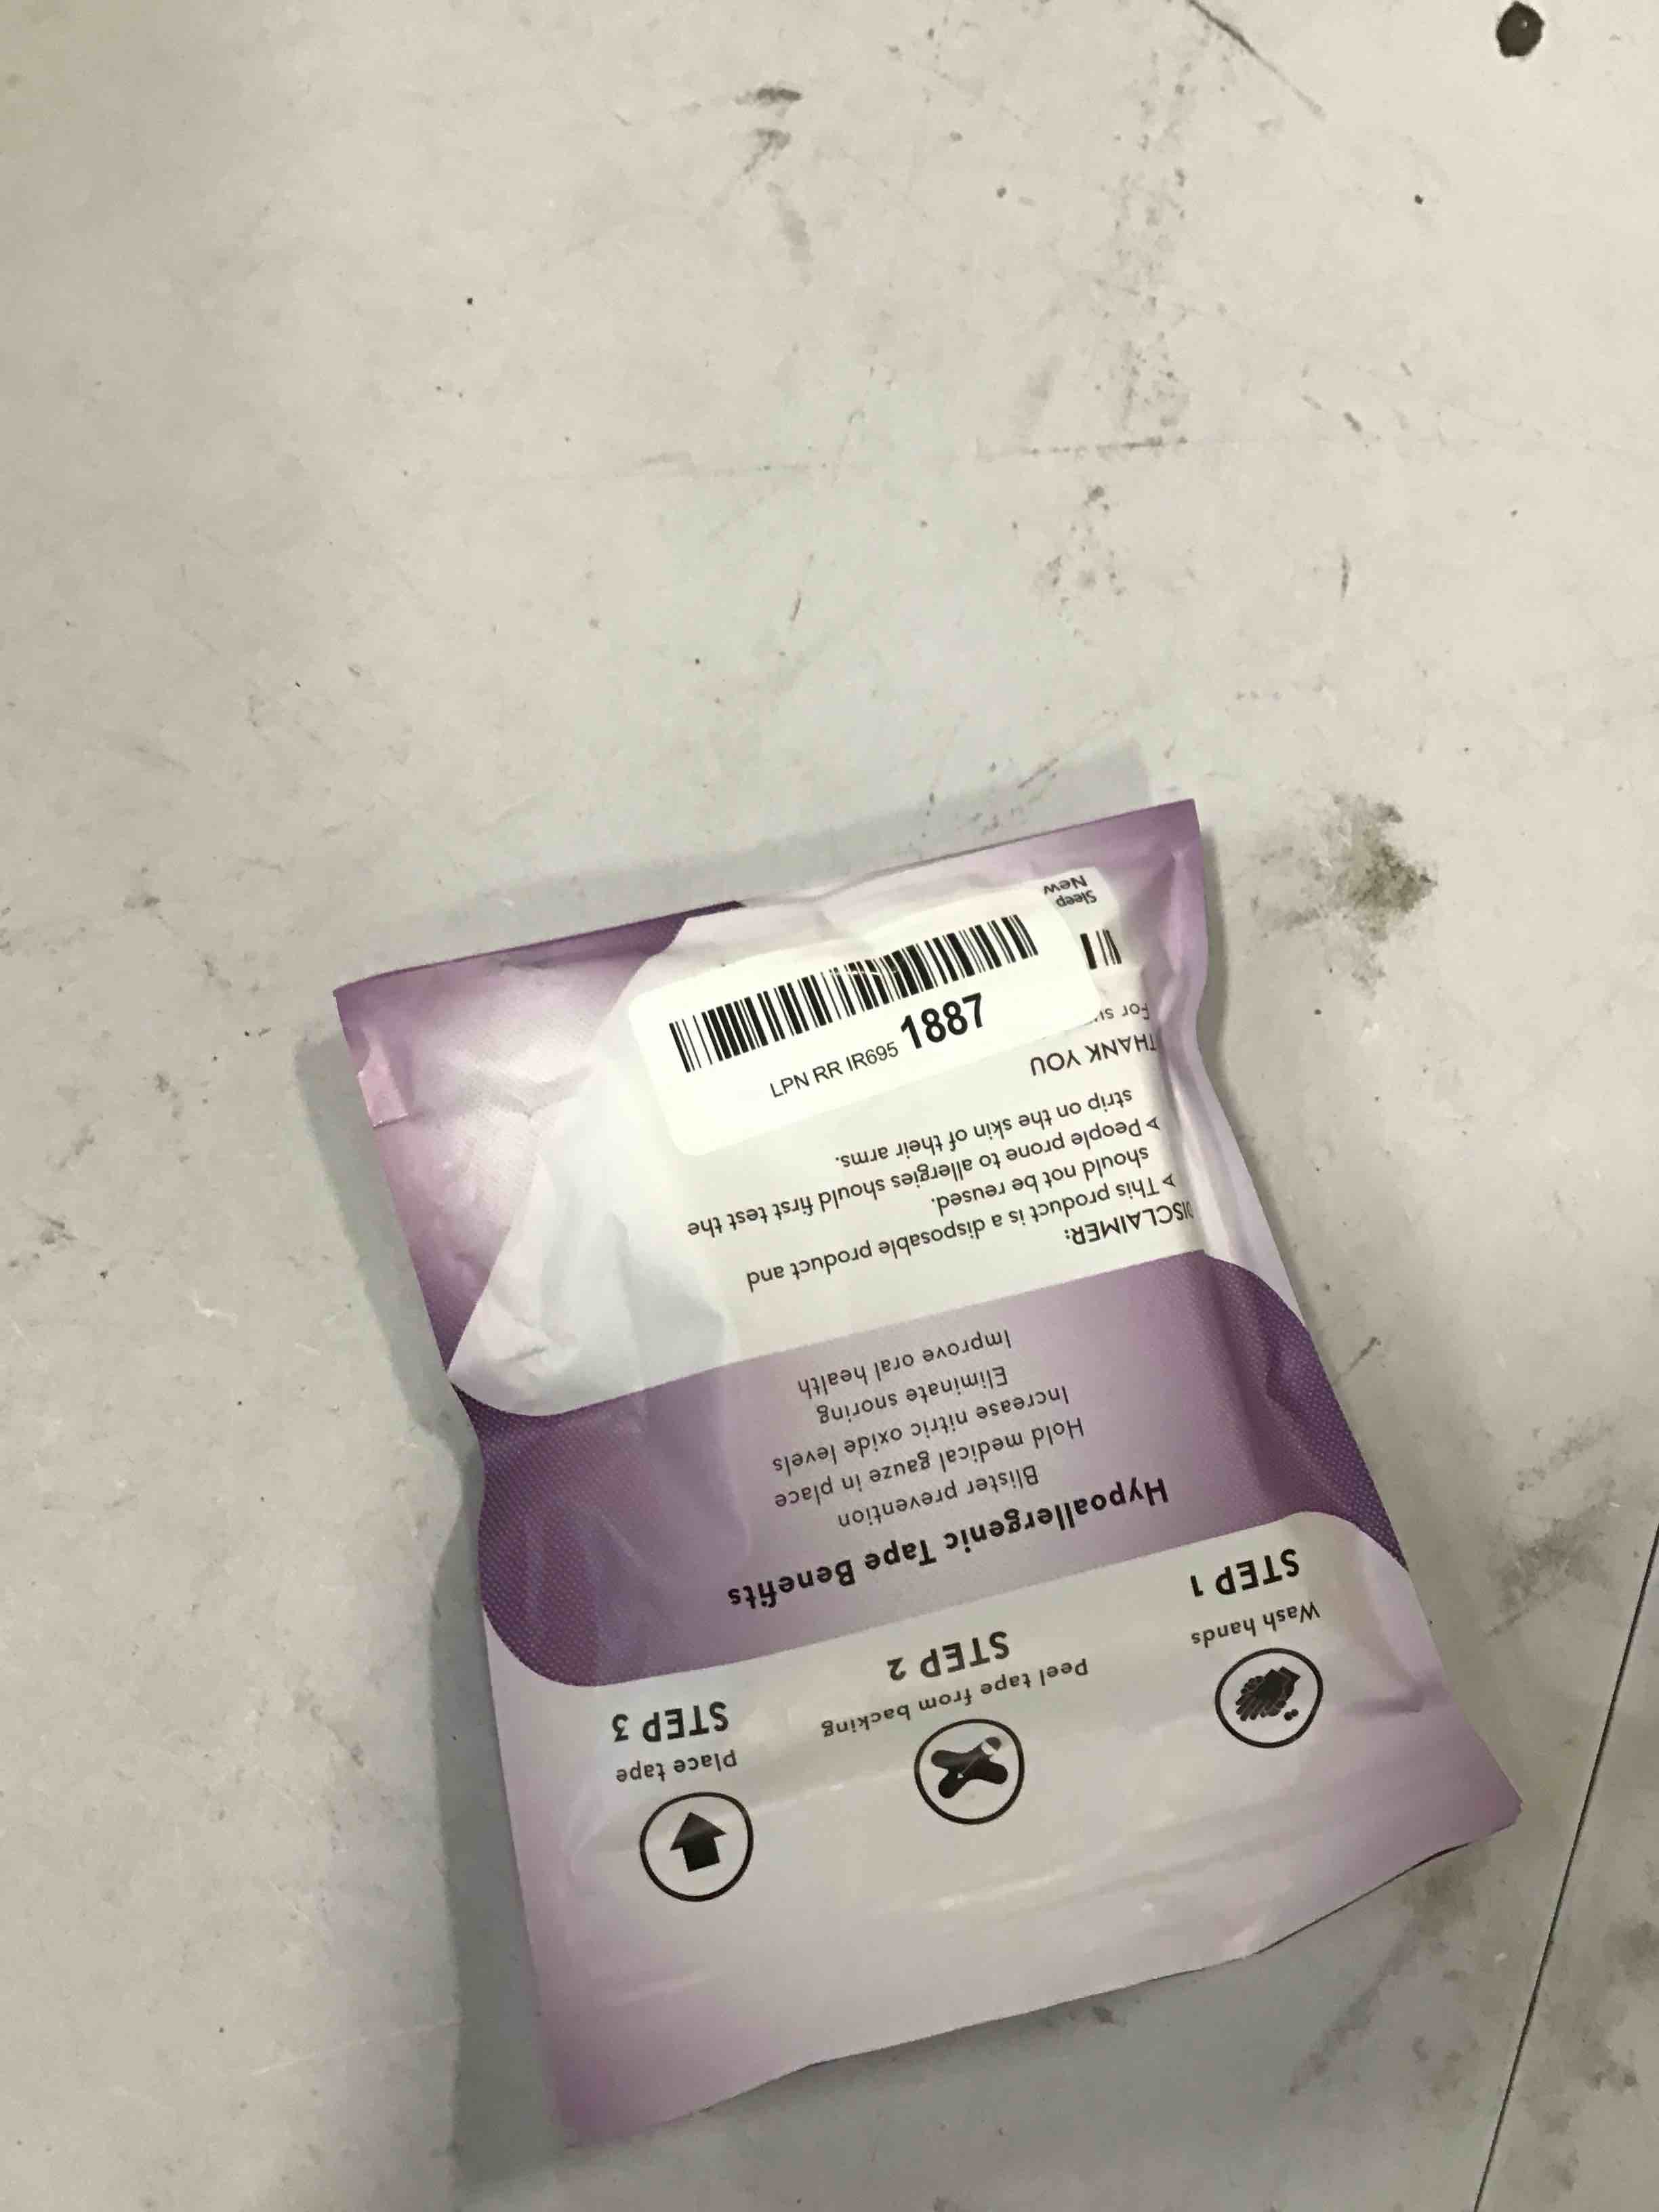 STEP 1
Wash hands
STEP 2
Peel tape from backing
STEP 3
Place tape
Hypoallergenic Tape Benefits
Blister prevention
Hold medical gauze in place
Increase nitric oxide levels
Eliminate snoring
Improve oral health
DISCLAIMER:
➤ This product is a disposable product and
should not be reused.
➤ People prone to allergies should first test the
strip on the skin of their arms.
THANK YOU
For
LPN RR IR695 1887
Sleep
New